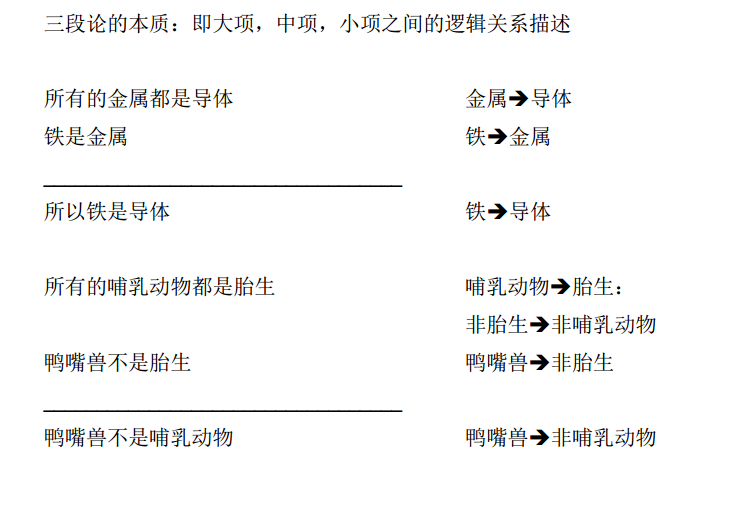 三段论的本质：即大项，中项，小项之间的逻辑关系描述
所有的金属都是导体 金属➔导体
铁是金属 铁➔金属
所以铁是导体 铁➔导体
所有的哺乳动物都是胎生 哺乳动物➔胎生：
非胎生➔非哺乳动物
鸭嘴兽不是胎生 鸭嘴兽➔非胎生
鸭嘴兽不是哺乳动物 鸭嘴兽➔非哺乳动物